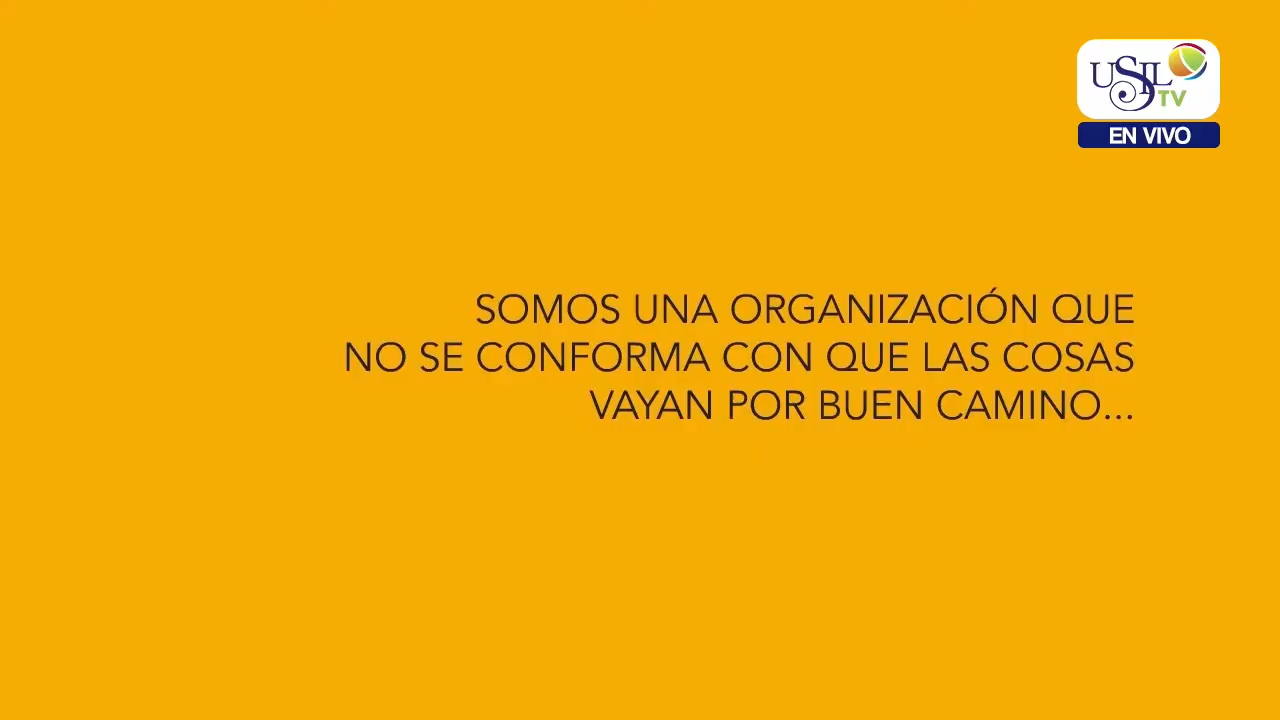 USIL
TV
EN VIVO
SOMOS UNA ORGANIZACIÓN QUE
NO SE CONFORMA CON QUE LAS COSAS
VAYAN POR BUEN CAMINO...